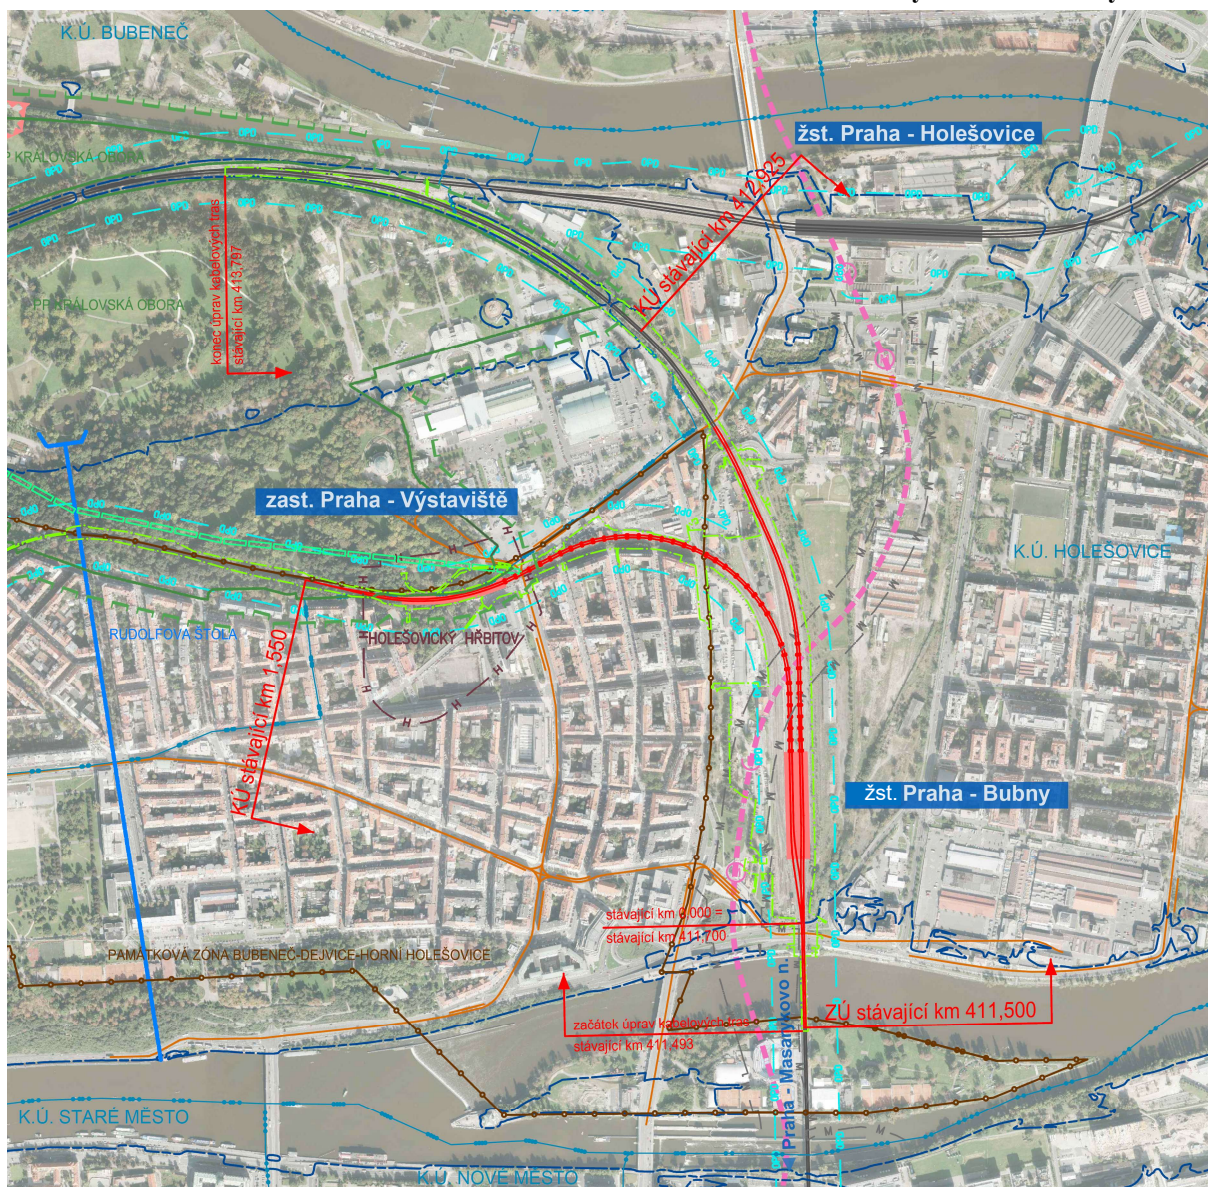 K.Ú. BUBENEČ
žst. Praha - Holešovice
KRÁLOVSKÁ OBORA
KÚ stávající km 412,925
konec úprav kabelových tras
stávající km 413,797
KRÁLOVSKÁ OBORA
zast. Praha - Výstaviště
K.Ú. HOLEŠOVICE
RUDOLFOVA ŠTOLA
HOLEŠOVICKÝ HŘBITOV
KÚ stávající km 1,550
žst. Praha - Bubny
stávající km 0,000 =
stávající km 411,700
PAMÁTKOVÁ ZÓNA BUBENEČ-DEJVICE-HORNÍ HOLEŠOVICE
ZÚ stávající km 411,500
začátek úprav kabelových tras
stávající km 411,493
Praha - Masarykovo n.
K.Ú. STARÉ MĚSTO
K.Ú. NOVÉ MĚSTO